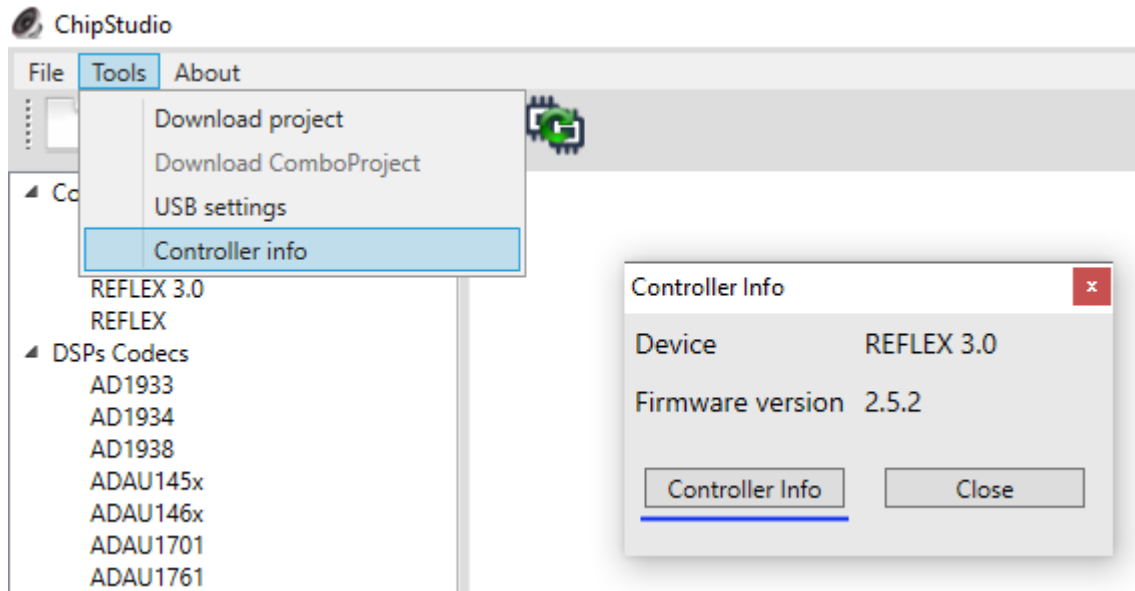 ChipStudio
File Tools About
Download project
Download ComboProject
USB settings
Controller info
Co
REFLEX 3.0
REFLEX
DSPs Codecs
AD1933
AD1934
AD1938
ADAU145x
ADAU146x
ADAU1701
ADAU1761
Controller Info
x
Device REFLEX 3.0
Firmware version 2.5.2
Controller Info Close